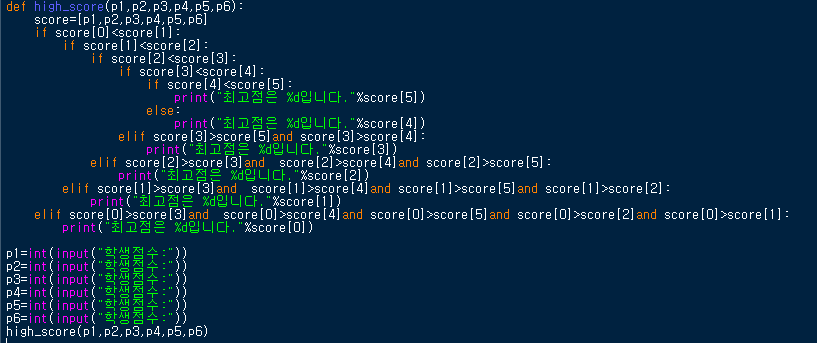 def high_score(p1,p2,p3,p4,p5,p6):
    score=[p1,p2,p3,p4,p5,p6]
    if score[0]<score[1]:
        if score[1]<score[2]:
            if score[2]<score[3]:
                if score[3]<score[4]:
                    if score[4]<score[5]:
                        print("최고점은 %d입니다."%score[5])
                    else:
                        print("최고점은 %d입니다."%score[4])
                elif score[3]>score[5]and score[3]>score[4]:
                    print("최고점은 %d입니다."%score[3])
            elif score[2]>score[3]and  score[2]>score[4]and score[2]>score[5]:
                print("최고점은 %d입니다."%score[2])
        elif score[1]>score[3]and  score[1]>score[4]and score[1]>score[5]and score[1]>score[2]:
            print("최고점은 %d입니다."%score[1])
    elif score[0]>score[3]and  score[0]>score[4]and score[0]>score[5]and score[0]>score[2]and score[0]>score[1]:
        print("최고점은 %d입니다."%score[0])

p1=int(input("학생점수:"))
p2=int(input("학생점수:"))
p3=int(input("학생점수:"))
p4=int(input("학생점수:"))
p5=int(input("학생점수:"))
p6=int(input("학생점수:"))
high_score(p1,p2,p3,p4,p5,p6)